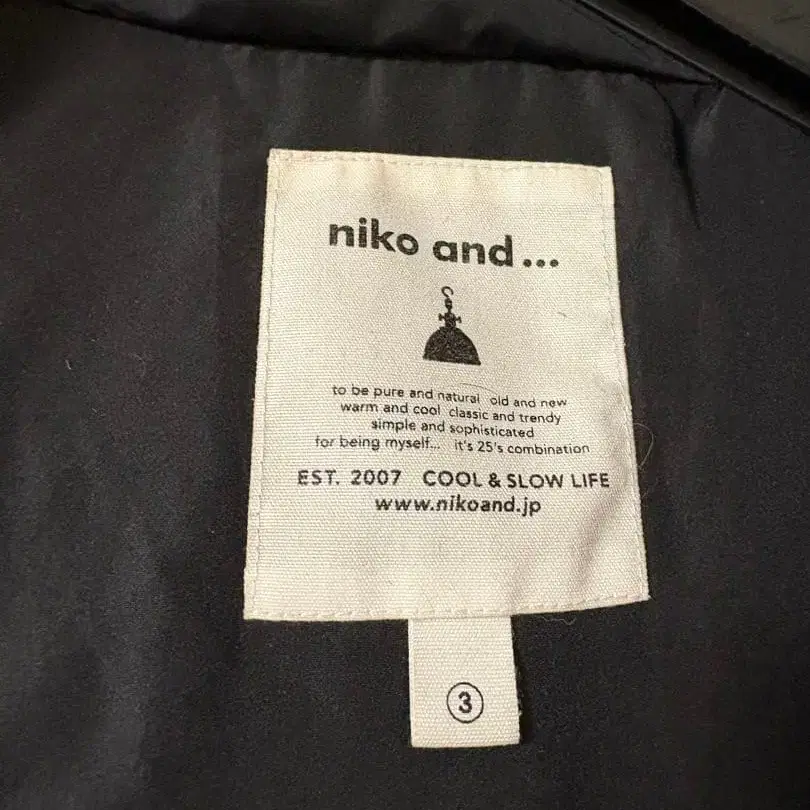 niko and...
to be pure and natural old and new
warm and cool classic and trendy
simple and sophisticated
for being myself... it's 25's combination
EST. 2007 COOL & SLOW LIFE
www.nikoand.jp
3